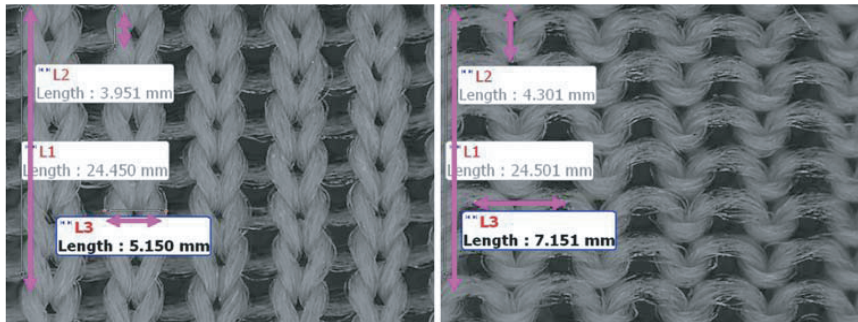 L2
Length : 3.951 mm
L1
Length : 24.450 mm
L3
Length : 5.150 mm
L2
Length : 4.301 mm
L1
Length : 24.501 mm
L3
Length : 7.151 mm